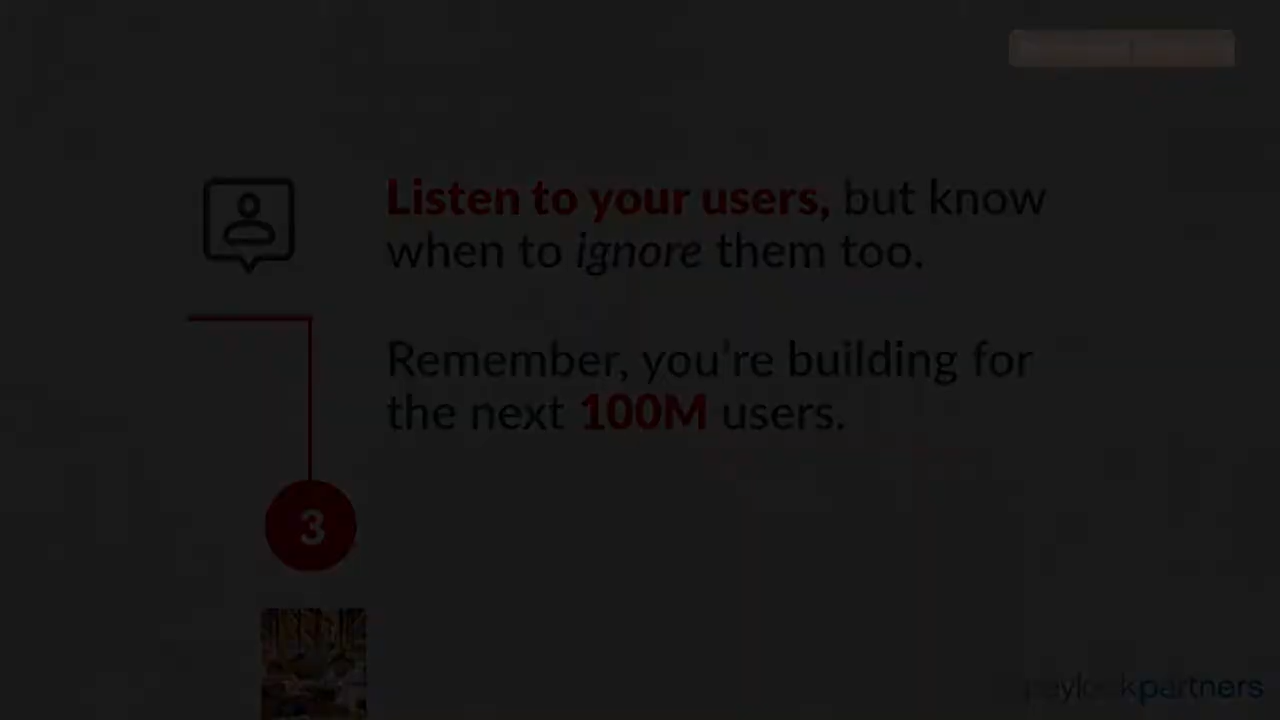 Listen to your users, but know
when to ignore them too.
Remember, you're building for
the next 100M users.
3